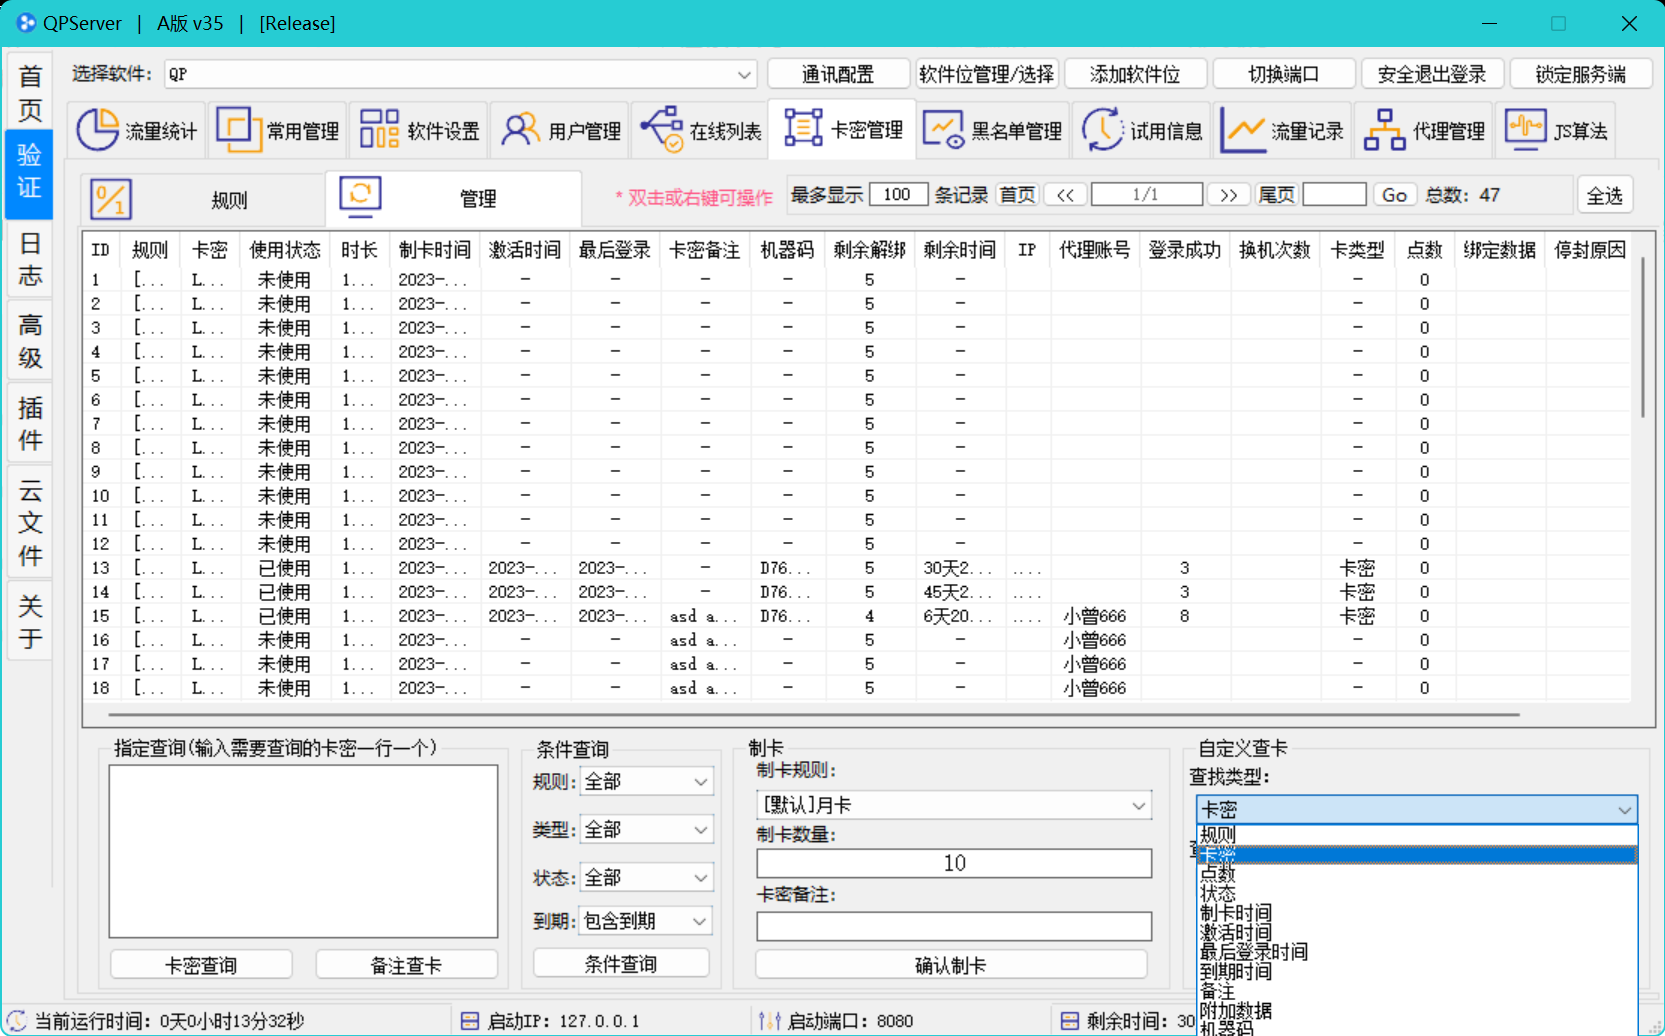 QPServer | A版 v35 | [Release]
首页
验证
日志
高级
插件
云文件
关于
选择软件: QP 通讯配置 软件位管理/选择 添加软件位 切换端口 安全退出登录 锁定服务端
流量统计 常用管理 软件设置 用户管理 在线列表 卡密管理 黑名单管理 试用信息 流量记录 代理管理 JS算法
0/1 规则 管理 * 双击或右键可操作 最多显示 100 条记录 首页 << 1/1 >> 尾页 Go 总数: 47 全选
ID 规则 卡密 使用状态 时长 制卡时间 激活时间 最后登录 卡密备注 机器码 剩余解绑 剩余时间 IP 代理账号 登录成功 换机次数 卡类型 点数 绑定数据 停封原因
1 [... L... 未使用 1... 2023-... - - - - 5 - - 0
2 [... L... 未使用 1... 2023-... - - - - 5 - - 0
3 [... L... 未使用 1... 2023-... - - - - 5 - - 0
4 [... L... 未使用 1... 2023-... - - - - 5 - - 0
5 [... L... 未使用 1... 2023-... - - - - 5 - - 0
6 [... L... 未使用 1... 2023-... - - - - 5 - - 0
7 [... L... 未使用 1... 2023-... - - - - 5 - - 0
8 [... L... 未使用 1... 2023-... - - - - 5 - - 0
9 [... L... 未使用 1... 2023-... - - - - 5 - - 0
10 [... L... 未使用 1... 2023-... - - - - 5 - - 0
11 [... L... 未使用 1... 2023-... - - - - 5 - - 0
12 [... L... 未使用 1... 2023-... - - - - 5 - - 0
13 [... L... 已使用 1... 2023-... 2023-... 2023-... - D76... 5 30天2... .... 3 卡密 0
14 [... L... 已使用 1... 2023-... 2023-... 2023-... - D76... 5 45天2... .... 3 卡密 0
15 [... L... 已使用 1... 2023-... 2023-... 2023-... asd a... D76... 4 6天20... .... 小曾666 8 卡密 0
16 [... L... 未使用 1... 2023-... - - asd a... - 5 - 小曾666 - 0
17 [... L... 未使用 1... 2023-... - - asd a... - 5 - 小曾666 - 0
18 [... L... 未使用 1... 2023-... - - asd a... - 5 - 小曾666 - 0
指定查询(输入需要查询的卡密一行一个)
卡密查询 备注查卡
条件查询
规则: 全部
类型: 全部
状态: 全部
到期: 包含到期
条件查询
制卡
制卡规则:
[默认]月卡
制卡数量:
10
卡密备注:
确认制卡
自定义查卡
查找类型:
卡密
规则
卡密
点数
状态
制卡时间
激活时间
最后登录时间
到期时间
备注
附加数据
机器码
当前运行时间: 0天0小时13分32秒 启动IP: 127.0.0.1 启动端口: 8080 剩余时间: 30